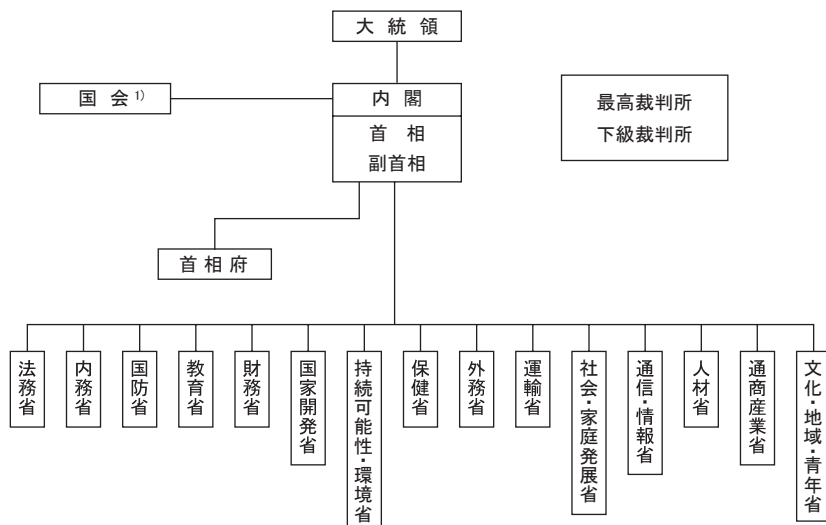 大統領
国会 1)
内閣
首相
副首相
最高裁判所
下級裁判所
首相府
法務省
内務省
国防省
教育省
財務省
国家開発省
持続可能性・環境省
保健省
外務省
運輸省
社会・家庭発展省
通信・情報省
人材省
通商産業省
文化・地域・青年省